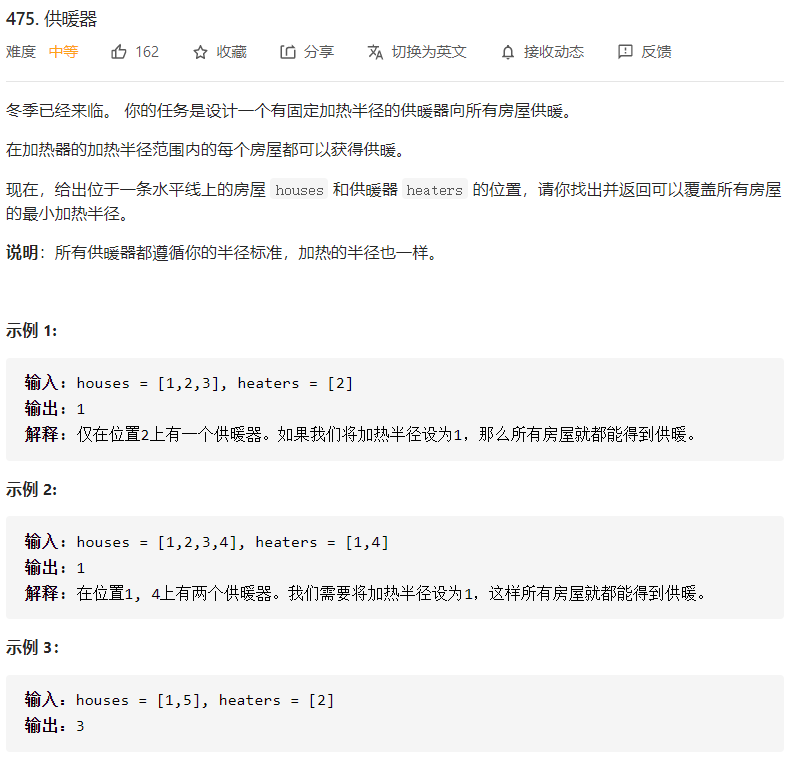 475. 供暖器
难度 中等 162 收藏 分享 切换为英文 接收动态 反馈
冬季已经来临。 你的任务是设计一个有固定加热半径的供暖器向所有房屋供暖。
在加热器的加热半径范围内的每个房屋都可以获得供暖。
现在，给出位于一条水平线上的房屋 houses 和供暖器 heaters 的位置，请你找出并返回可以覆盖所有房屋
的最小加热半径。
说明：所有供暖器都遵循你的半径标准，加热的半径也一样。
示例 1:
输入: houses = [1,2,3], heaters = [2]
输出: 1
解释: 仅在位置2上有一个供暖器。如果我们将加热半径设为1，那么所有房屋就都能得到供暖。
示例 2:
输入: houses = [1,2,3,4], heaters = [1,4]
输出: 1
解释: 在位置1, 4上有两个供暖器。我们需要将加热半径设为1，这样所有房屋就都能得到供暖。
示例 3：
输入：houses = [1,5], heaters = [2]
输出：3